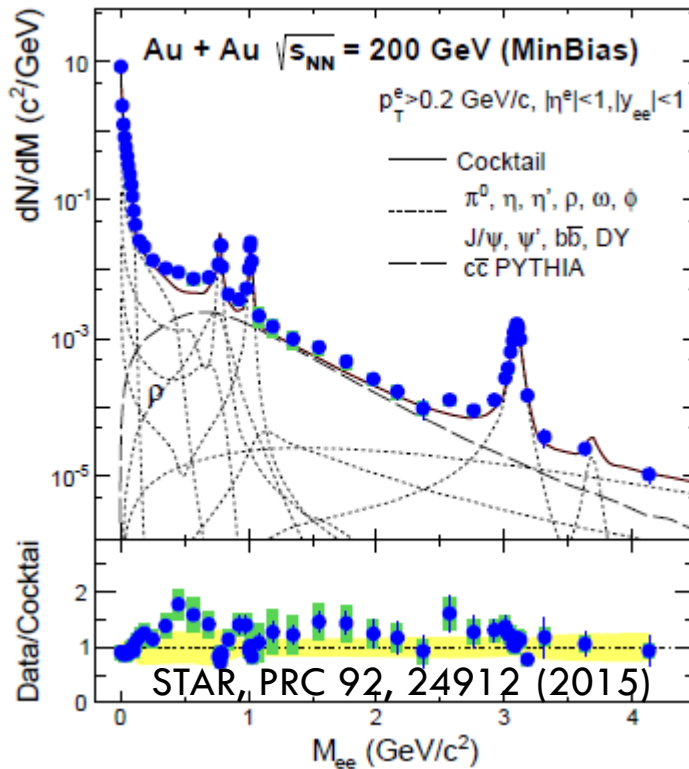 Au + Au √sNN = 200 GeV (MinBias)
pTe>0.2 GeV/c, |ηe|<1,|yee|<1
Cocktail
π0, η, η', ρ, ω, ϕ
J/ψ, ψ', bb̅, DY
cc̅ PYTHIA
dN/dM (c2/GeV)
10
10-1
10-3
10-5
ρ
Data/Cocktai
2
1
0
STAR, PRC 92, 24912 (2015)
0 1 2 3 4
Mee (GeV/c2)